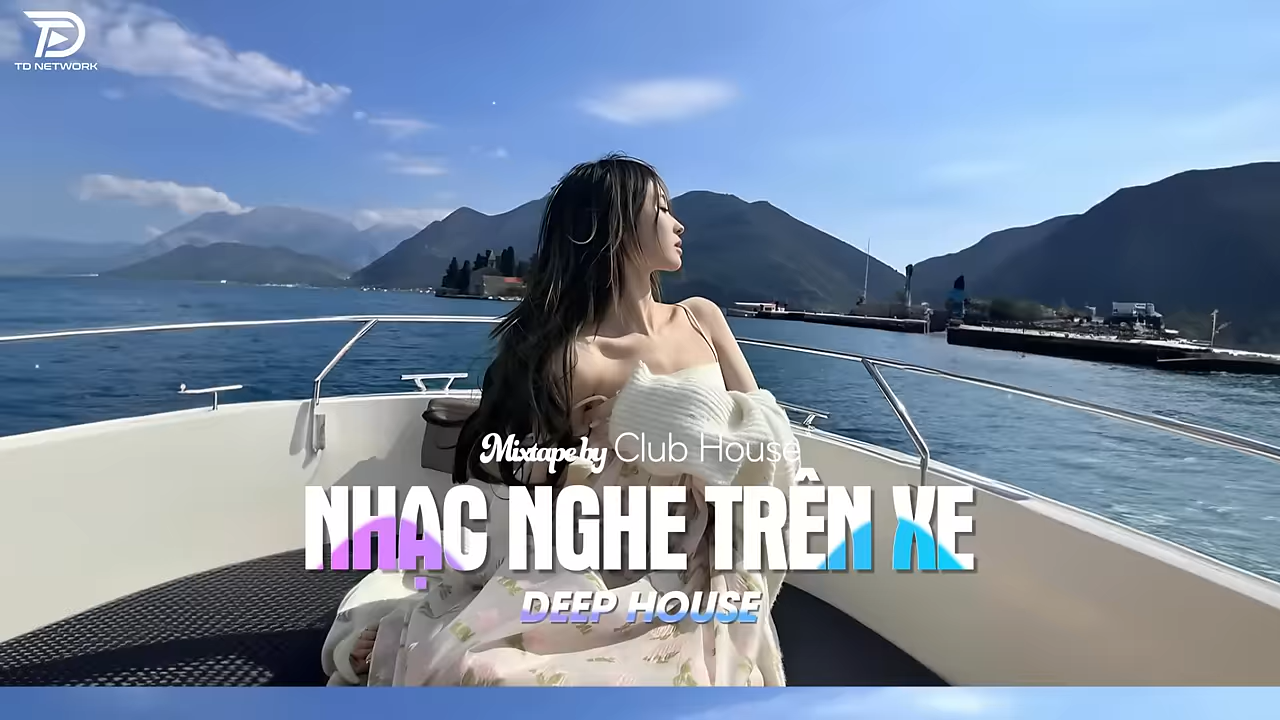 TD NETWORK
Mixtape by Club House
NHẠC NGHE TRÊN XE
DEEP HOUSE